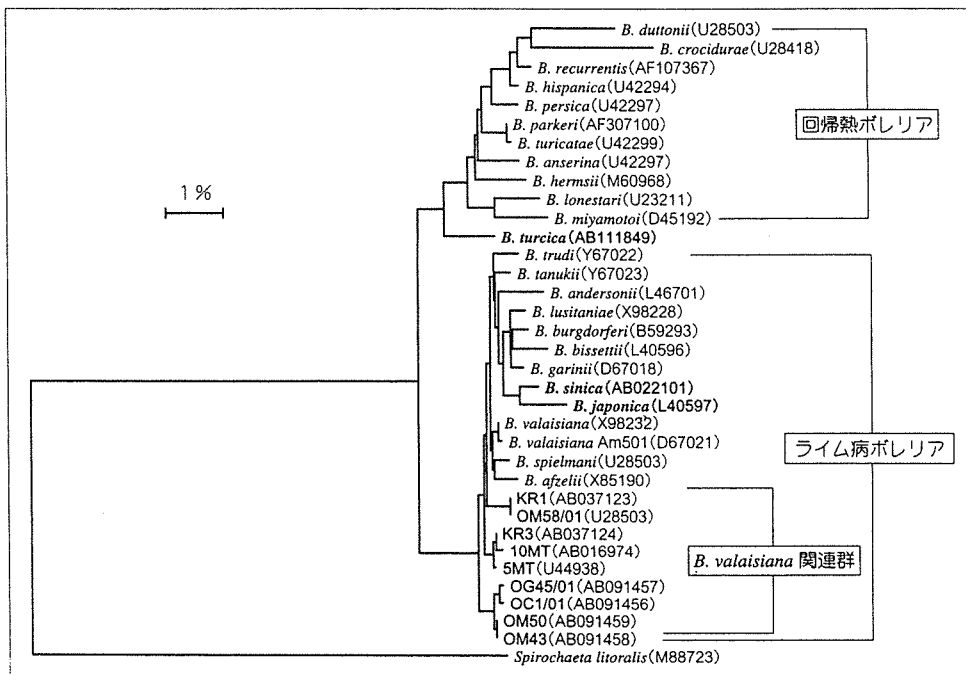 B. duttonii(U28503)
B. crocidurae(U28418)
B. recurrentis(AF107367)
B. hispanica(U42294)
B. persica(U42297)
回帰熱ボレリア
B. parkeri(AF307100)
B. turicatae(U42299)
B. anserina(U42297)
B. hermsii(M60968)
1%
B. lonestari(U23211)
B. miyamotoi(D45192)
B. turcica(AB111849)
B. trudi(Y67022)
B. tanukii(Y67023)
B. andersonii(L46701)
B. lusitaniae(X98228)
B. burgdorferi(B59293)
B. bissettii(L40596)
B. garinii(D67018)
B. sinica(AB022101)
B. japonica(L40597)
B. valaisiana(X98232)
B. valaisiana Am501(D67021)
ライム病ボレリア
B. spielmani(U28503)
B. afzelii(X85190)
KR1(AB037123)
OM58/01(U28503)
KR3(AB037124)
10MT(AB016974)
B. valaisiana 関連群
5MT(U44938)
OG45/01(AB091457)
OC1/01(AB091456)
OM50(AB091459)
OM43(AB091458)
Spirochaeta litoralis(M88723)